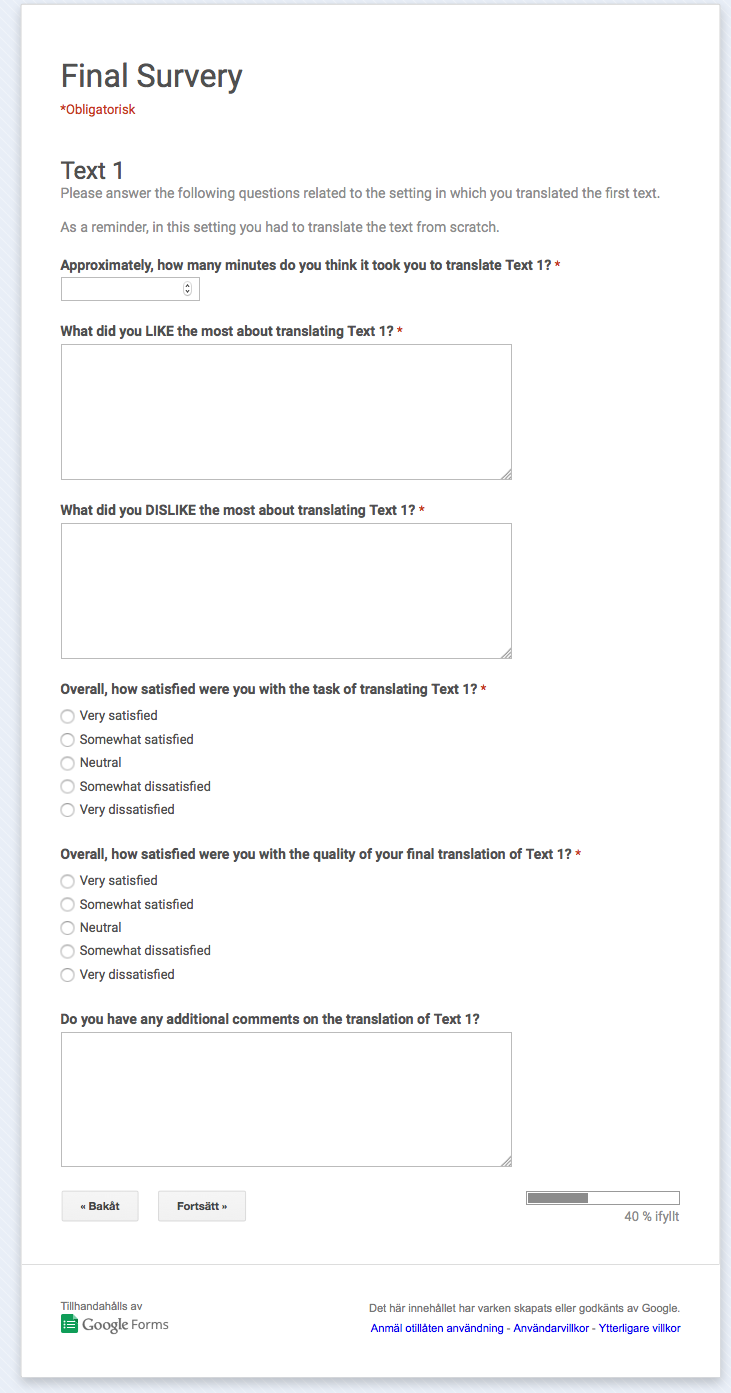 Final Survery
*Obligatorisk
Text 1
Please answer the following questions related to the setting in which you translated the first text.
As a reminder, in this setting you had to translate the text from scratch.
Approximately, how many minutes do you think it took you to translate Text 1? *
What did you LIKE the most about translating Text 1? *
What did you DISLIKE the most about translating Text 1? *
Overall, how satisfied were you with the task of translating Text 1? *
Very satisfied
Somewhat satisfied
Neutral
Somewhat dissatisfied
Very dissatisfied
Overall, how satisfied were you with the quality of your final translation of Text 1? *
Very satisfied
Somewhat satisfied
Neutral
Somewhat dissatisfied
Very dissatisfied
Do you have any additional comments on the translation of Text 1?
« Bakåt Fortsätt »
40 % ifyllt
Tillhandahålls av
Google Forms
Det här innehållet har varken skapats eller godkänts av Google.
Anmäl otillåten användning - Användarvillkor - Ytterligare villkor